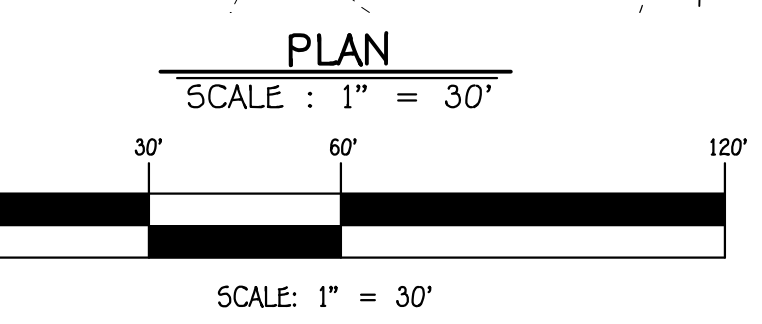 PLAN
SCALE : 1" = 30'
30' 60' 120'
SCALE: 1" = 30'